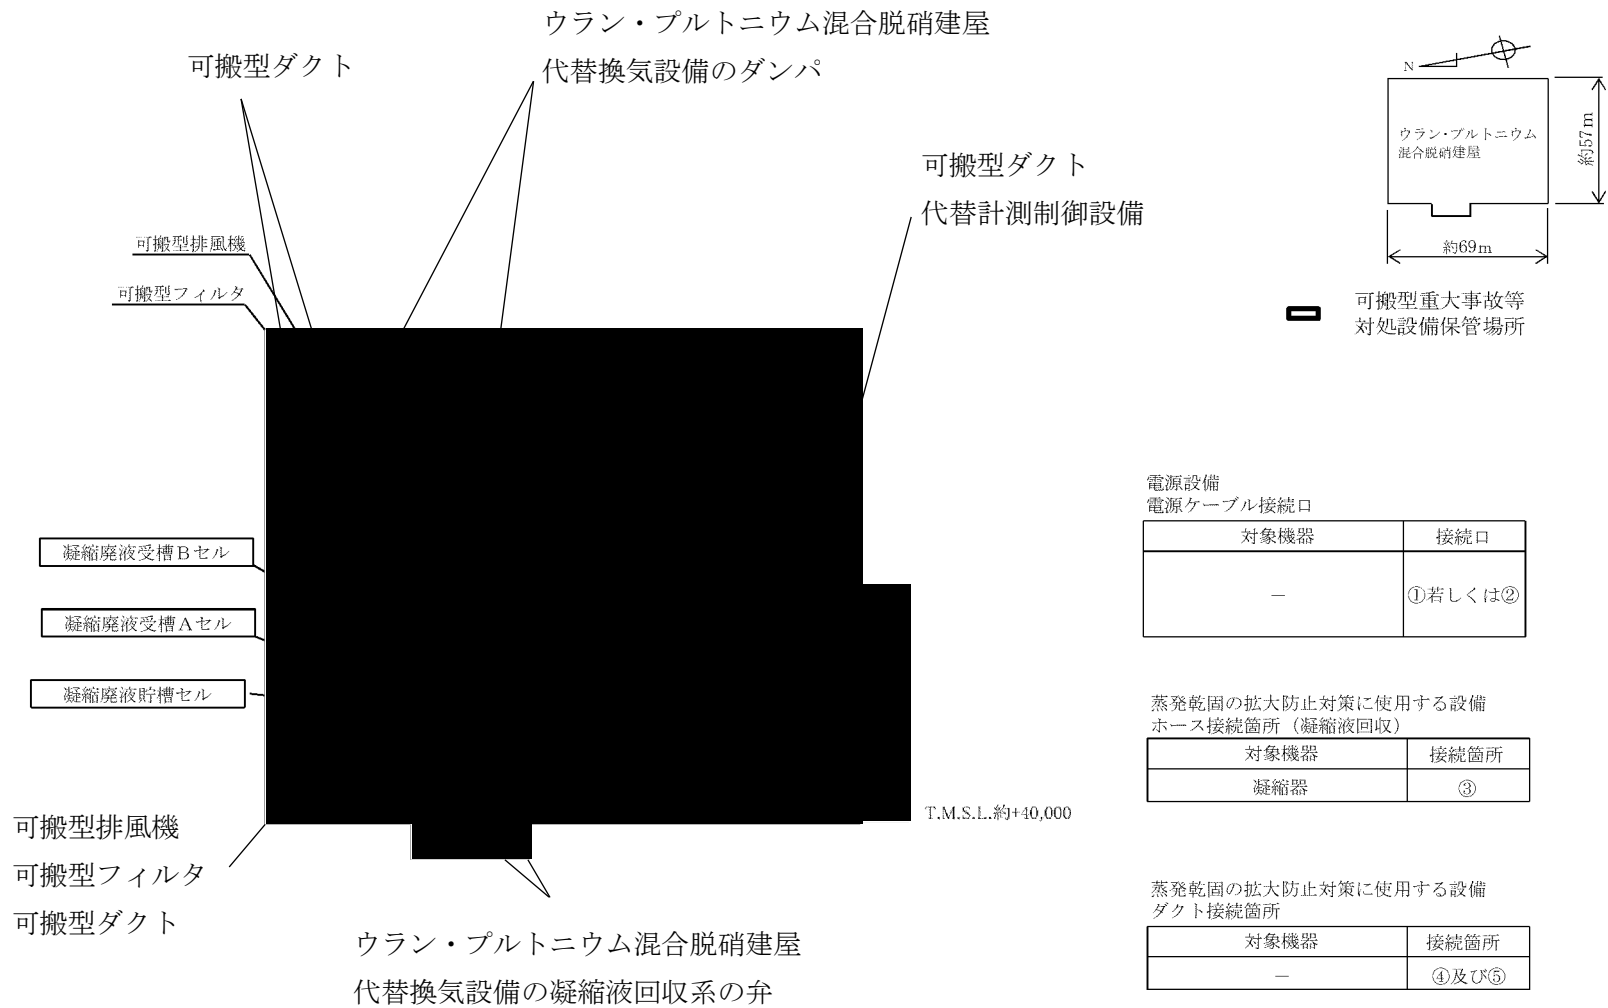 ウラン・プルトニウム混合脱硝建屋
代替換気設備のダンパ
可搬型ダクト
可搬型ダクト
代替計測制御設備
可搬型排風機
可搬型フィルタ
凝縮廃液受槽Bセル
凝縮廃液受槽Aセル
凝縮廃液貯槽セル
可搬型排風機
可搬型フィルタ
可搬型ダクト
ウラン・プルトニウム混合脱硝建屋
代替換気設備の凝縮液回収系の弁
T.M.S.L.約+40,000
N
ウラン・プルトニウム
混合脱硝建屋
約57m
約69m
可搬型重大事故等
対処設備保管場所
電源設備
電源ケーブル接続口
対象機器 接続口
― ①若しくは②
蒸発乾固の拡大防止対策に使用する設備
ホース接続箇所（凝縮液回収）
対象機器 接続箇所
凝縮器 ③
蒸発乾固の拡大防止対策に使用する設備
ダクト接続箇所
対象機器 接続箇所
― ④及び⑤